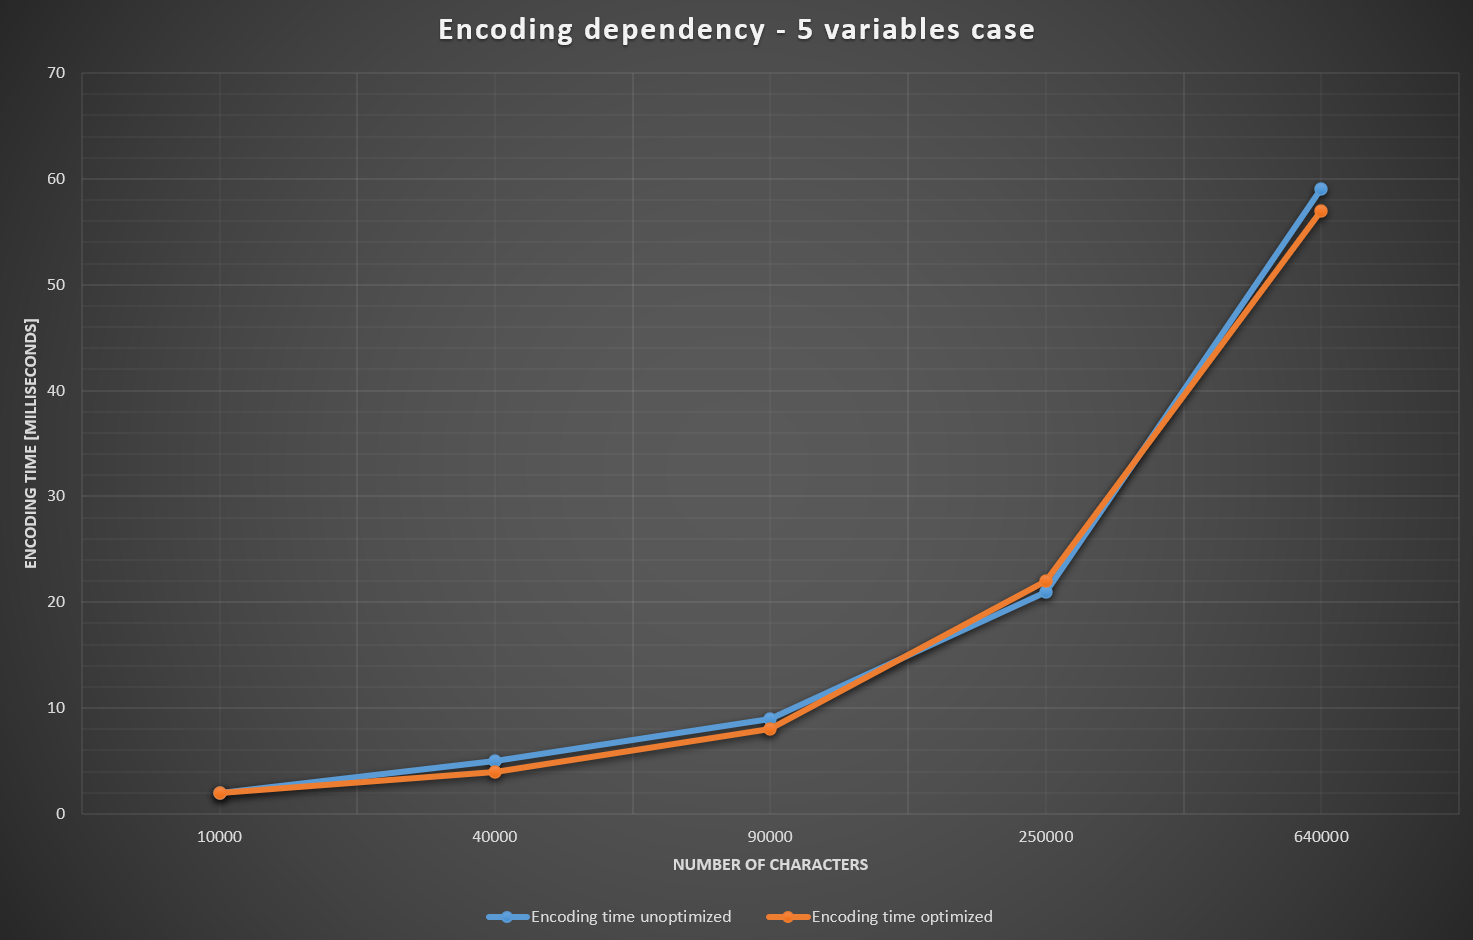 Encoding dependency - 5 variables case
70
60
50
40
30
20
10
0
ENCODING TIME [MILLISECONDS]
10000 40000 90000 250000 640000
NUMBER OF CHARACTERS
Encoding time unoptimized Encoding time optimized